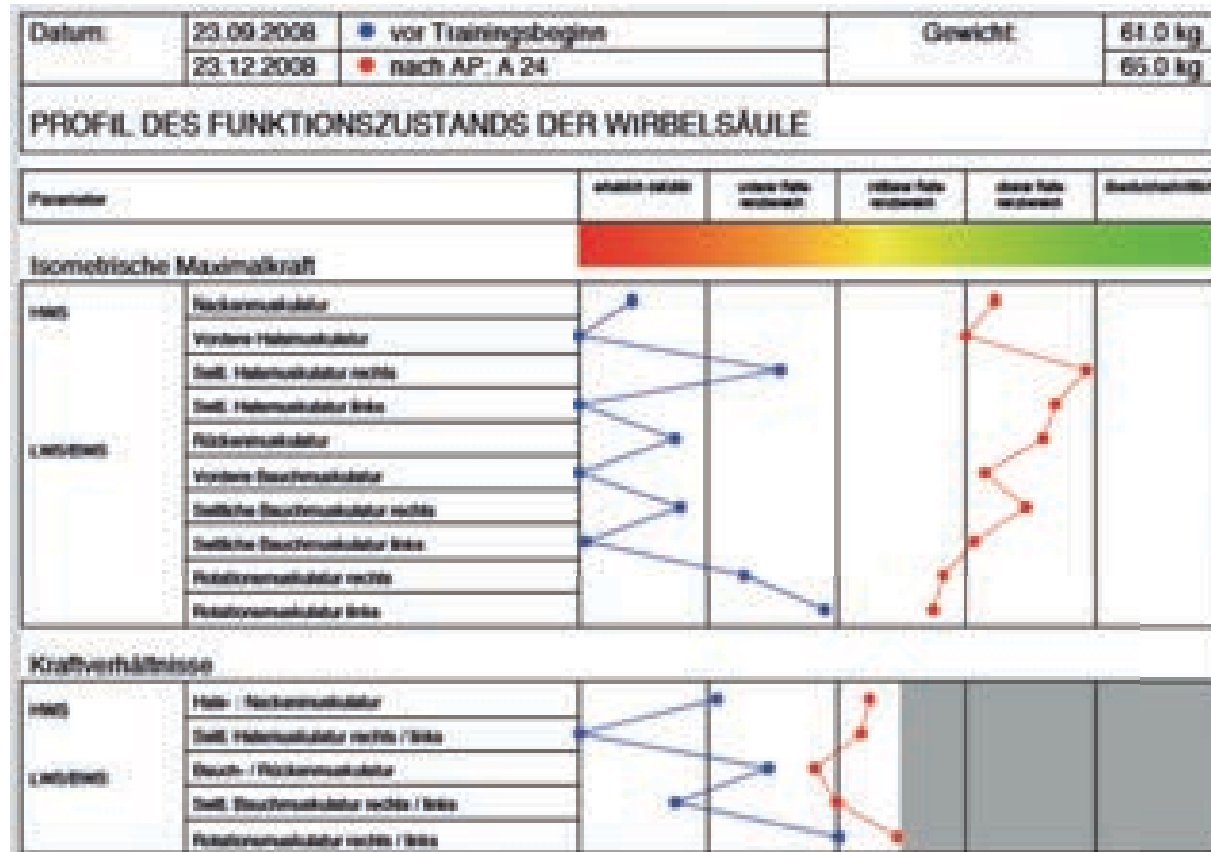 Datum: 23.09.2008 vor Trainingsbeginn Gewicht: 61.0 kg
23.12.2008 nach AP: A 24 65.0 kg
PROFIL DES FUNKTIONSZUSTANDS DER WIRBELSÄULE
Parameter
Isometrische Maximalkraft
HWS Nackenmuskulatur
Vordere Halsmuskulatur
Seitl. Halsmuskulatur rechts
Seitl. Halsmuskulatur links
LWS/BWS Rückenmuskulatur
Vordere Bauchmuskulatur
Seitliche Bauchmuskulatur rechts
Seitliche Bauchmuskulatur links
Rotationsmuskulatur rechts
Rotationsmuskulatur links
Kraftverhältnisse
HWS Hals- : Nackenmuskulatur
Seitl. Halsmuskulatur rechts / links
LWS/BWS Bauch- / Rückenmuskulatur
Seitl. Bauchmuskulatur rechts / links
Rotationsmuskulatur rechts / links